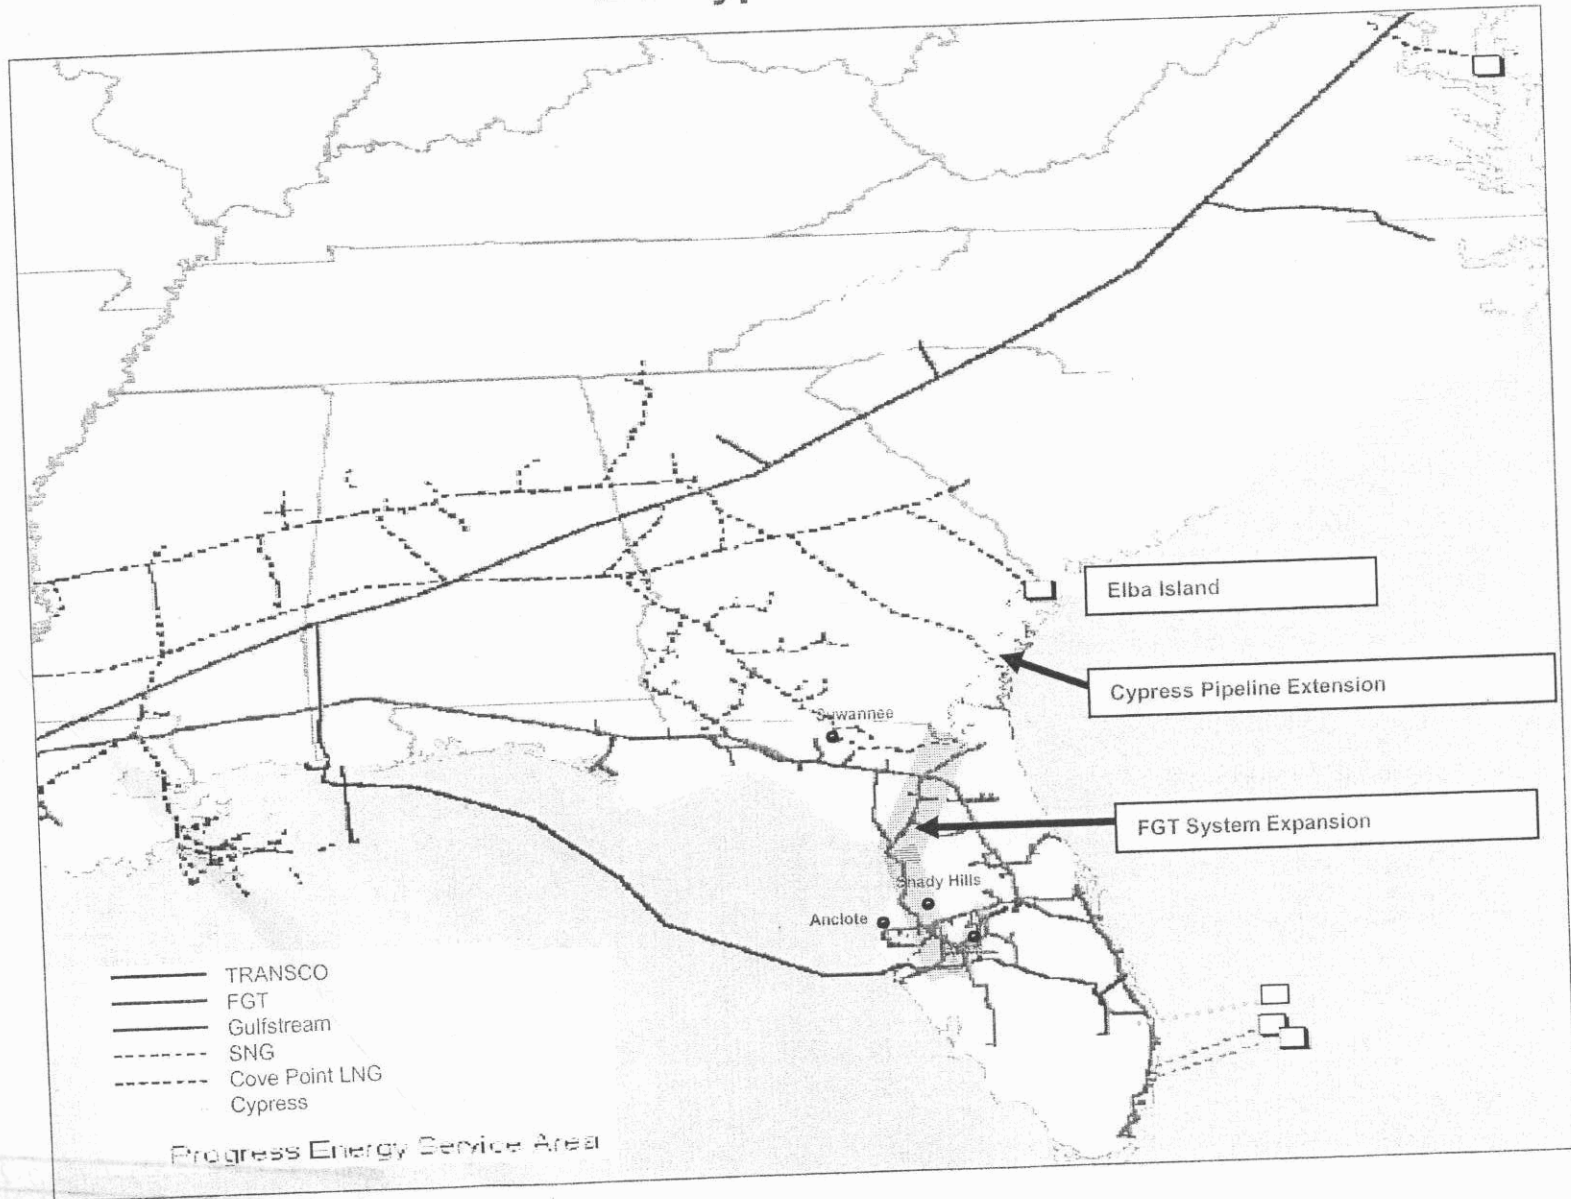 Elba Island
Cypress Pipeline Extension
Suwannee
FGT System Expansion
Shady Hills
Anclote
TRANSCO
FGT
Gulfstream
SNG
Cove Point LNG
Cypress
Progress Energy Service Area